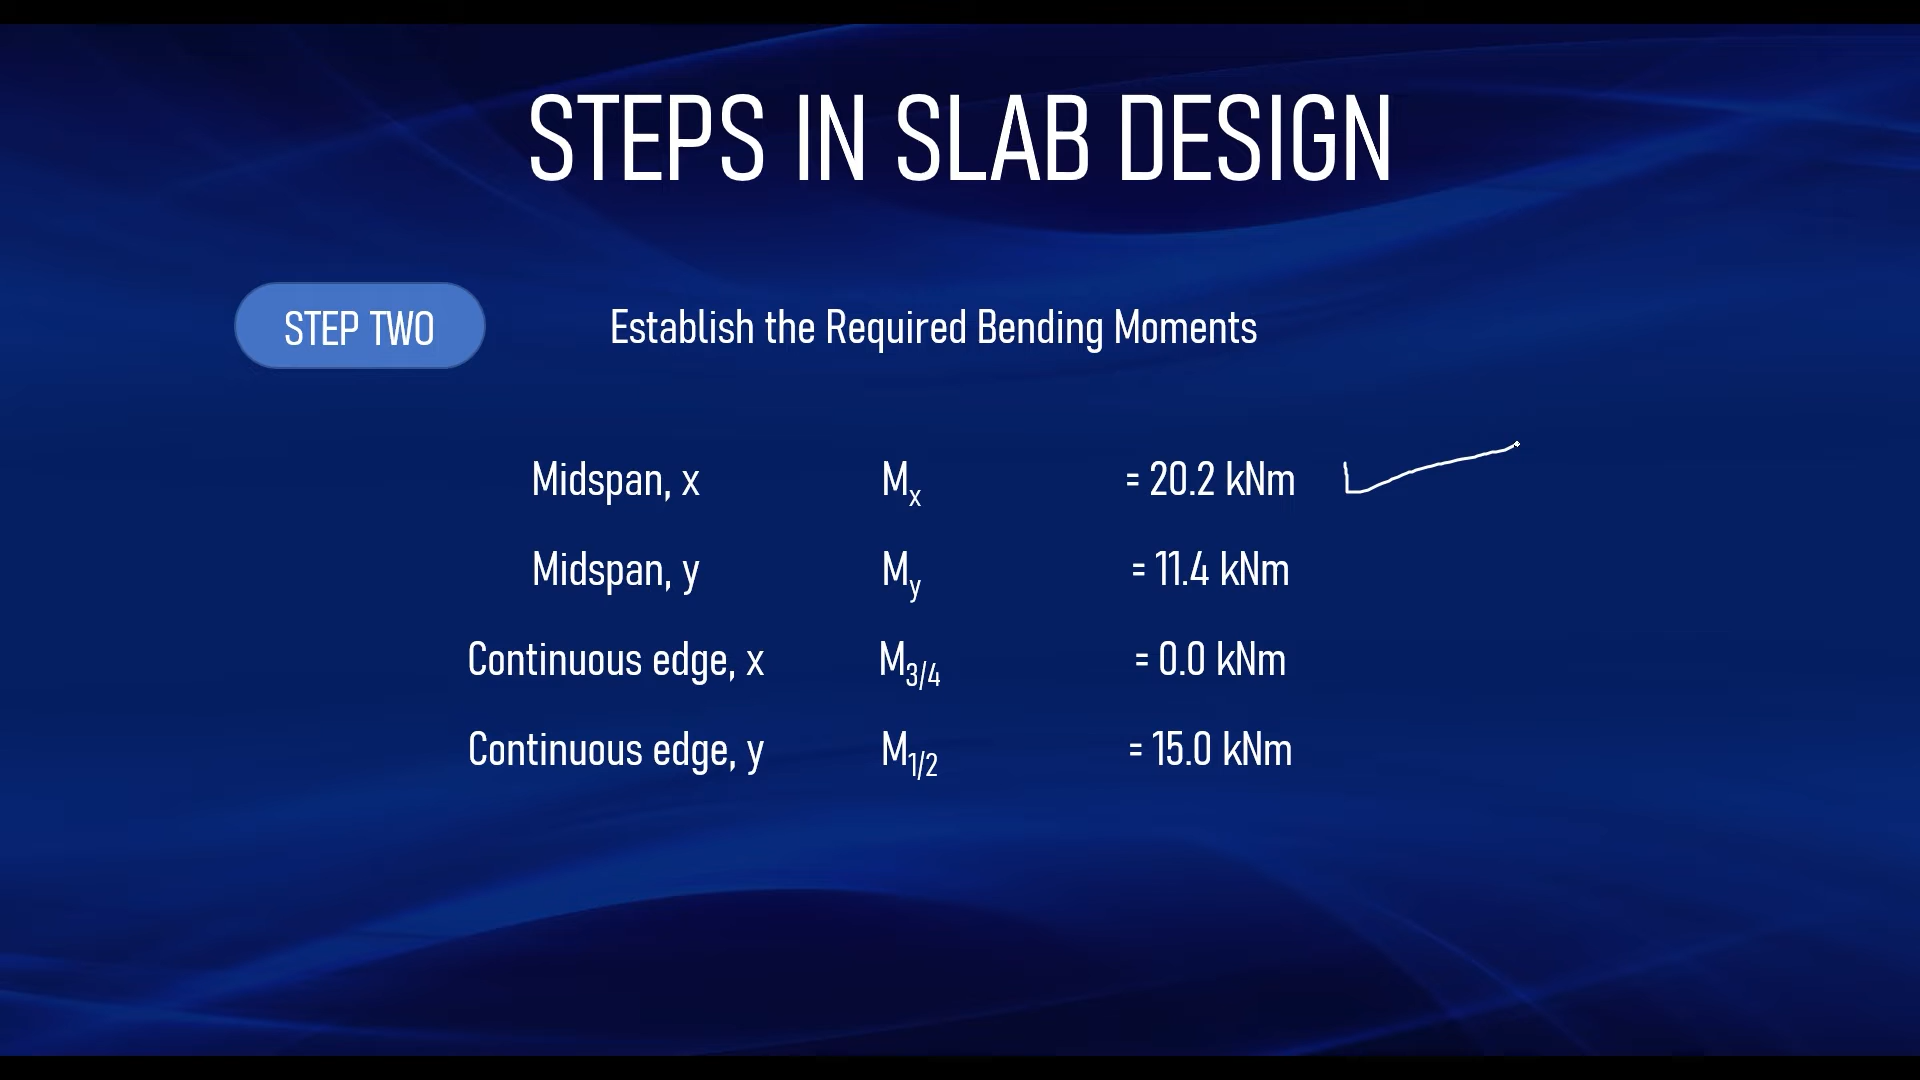 STEPS IN SLAB DESIGN
STEP TWO Establish the Required Bending Moments
Midspan, x Mx = 20.2 kNm
Midspan, y My = 11.4 kNm
Continuous edge, x M3/4 = 0.0 kNm
Continuous edge, y M1/2 = 15.0 kNm